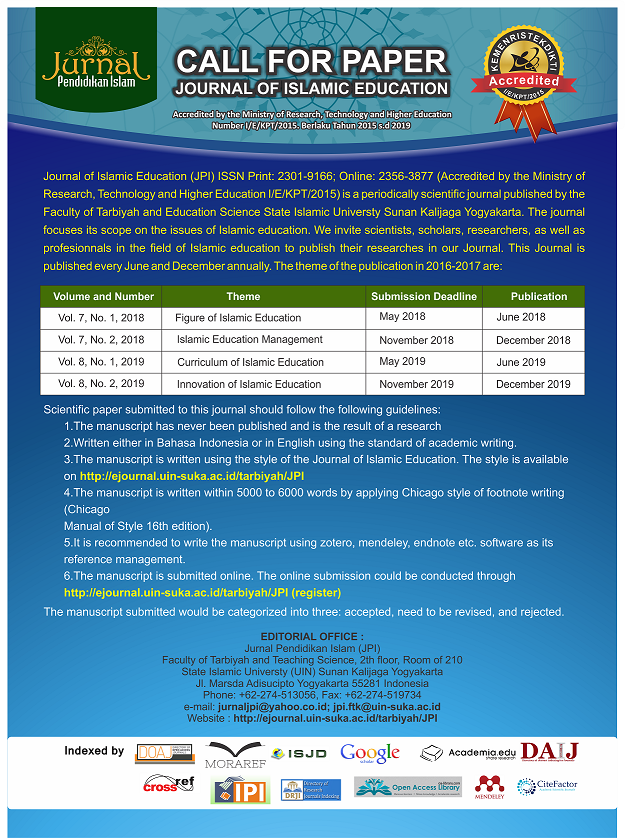 Jurnal
Pendidikan Islam
CALL FOR PAPER
JOURNAL OF ISLAMIC EDUCATION
Accredited by the Ministry of Research, Technology and Higher Education
Number I/E/KPT/2015. Berlaku Tahun 2015 s.d 2019
KEMENRISTEKDIKTI
Accredited
I/E/KPT/2015
Journal of Islamic Education (JPI) ISSN Print: 2301-9166; Online: 2356-3877 (Accredited by the Ministry of
Research, Technology and Higher Education I/E/KPT/2015) is a periodically scientific journal published by the
Faculty of Tarbiyah and Education Science State Islamic Universty Sunan Kalijaga Yogyakarta. The journal
focuses its scope on the issues of Islamic education. We invite scientists, scholars, researchers, as well as
profesionnals in the field of Islamic education to publish their researches in our Journal. This Journal is
published every June and December annually. The theme of the publication in 2016-2017 are:
Volume and Number Theme Submission Deadline Publication
Vol. 7, No. 1, 2018 Figure of Islamic Education May 2018 June 2018
Vol. 7, No. 2, 2018 Islamic Education Management November 2018 December 2018
Vol. 8, No. 1, 2019 Curriculum of Islamic Education May 2019 June 2019
Vol. 8, No. 2, 2019 Innovation of Islamic Education November 2019 December 2019
Scientific paper submitted to this journal should follow the following guidelines:
1.The manuscript has never been published and is the result of a research
2.Written either in Bahasa Indonesia or in English using the standard of academic writing.
3.The manuscript is written using the style of the Journal of Islamic Education. The style is available
on http://ejournal.uin-suka.ac.id/tarbiyah/JPI
4.The manuscript is written within 5000 to 6000 words by applying Chicago style of footnote writing
(Chicago
Manual of Style 16th edition).
5.It is recommended to write the manuscript using zotero, mendeley, endnote etc. software as its
reference management.
6.The manuscript is submitted online. The online submission could be conducted through
http://ejournal.uin-suka.ac.id/tarbiyah/JPI (register)
The manuscript submitted would be categorized into three: accepted, need to be revised, and rejected.
EDITORIAL OFFICE :
Jurnal Pendidikan Islam (JPI)
Faculty of Tarbiyah and Teaching Science, 2th floor, Room of 210
State Islamic Universty (UIN) Sunan Kalijaga Yogyakarta
Jl. Marsda Adisucipto Yogyakarta 55281 Indonesia
Phone: +62-274-513056, Fax: +62-274-519734
e-mail: jurnaljpi@yahoo.co.id; jpi.ftk@uin-suka.ac.id
Website : http://ejournal.uin-suka.ac.id/tarbiyah/JPI
Indexed by
DOAJ
MORAREF
ISJD
Google
scholar
Academia.edu
share research
DAIJ
crossref
IPI
DRJI
Directory of
Research
Journals Indexing
Open Access Library
MENDELEY
CiteFactor